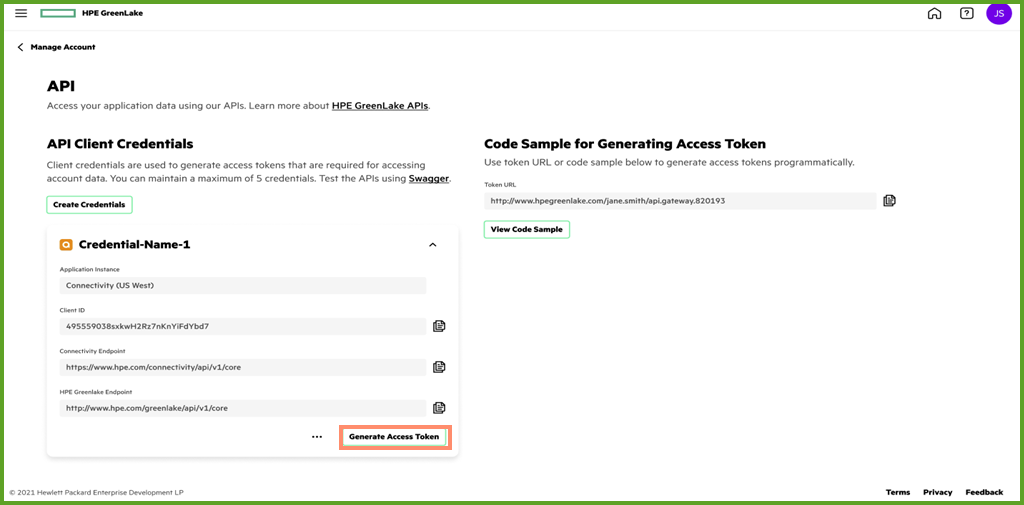 HPE GreenLake
JS
Manage Account
API
Access your application data using our APIs. Learn more about HPE GreenLake APIs.
API Client Credentials
Client credentials are used to generate access tokens that are required for accessing
account data. You can maintain a maximum of 5 credentials. Test the APIs using Swagger.
Create Credentials
Credential-Name-1
Application Instance
Connectivity (US West)
Client ID
495559038sxkwH2Rz7nKnYiFdYbd7
Connectivity Endpoint
https://www.hpe.com/connectivity/api/v1/core
HPE Greenlake Endpoint
http://www.hpe.com/greenlake/api/v1/core
Generate Access Token
Code Sample for Generating Access Token
Use token URL or code sample below to generate access tokens programmatically.
Token URL
http://www.hpegreenlake.com/jane.smith/api.gateway.820193
View Code Sample
© 2021 Hewlett Packard Enterprise Development LP
Terms Privacy Feedback